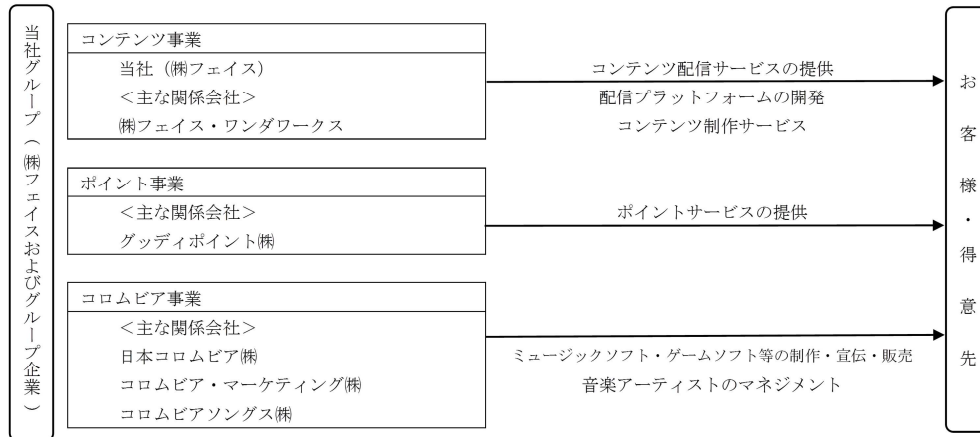 当社グループ（㈱フェイスおよびグループ企業）
コンテンツ事業
当社（㈱フェイス）
＜主な関係会社＞
㈱フェイス・ワンダワークス
コンテンツ配信サービスの提供
配信プラットフォームの開発
コンテンツ制作サービス
ポイント事業
＜主な関係会社＞
グッディポイント㈱
ポイントサービスの提供
コロムビア事業
＜主な関係会社＞
日本コロムビア㈱
コロムビア・マーケティング㈱
コロムビアソングス㈱
ミュージックソフト・ゲームソフト等の制作・宣伝・販売
音楽アーティストのマネジメント
お客様・得意先